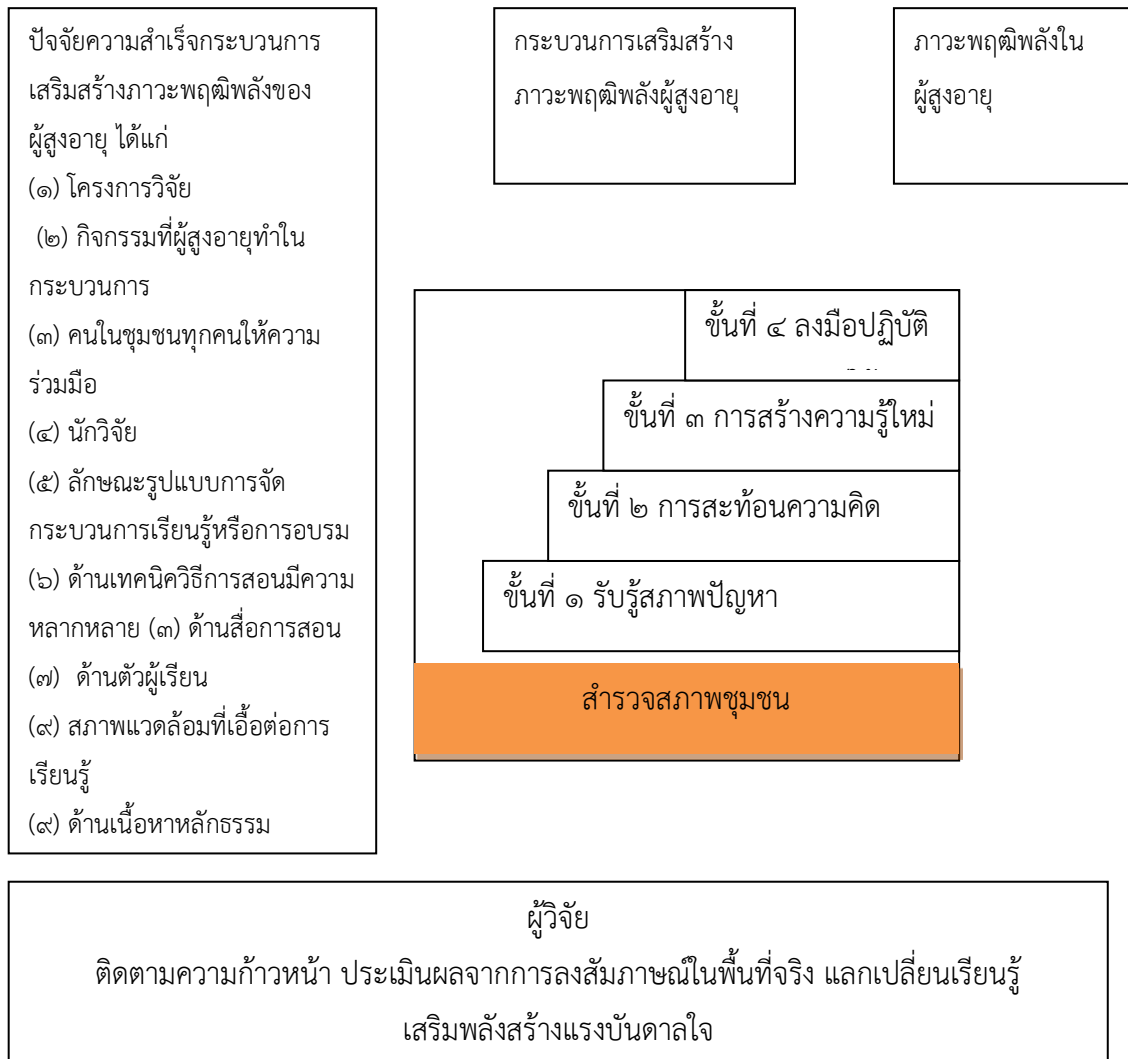 ปัจจัยความสำเร็จกระบวนการ
เสริมสร้างภาวะพฤฒิพลังของ
ผู้สูงอายุ ได้แก่
(๑) โครงการวิจัย
(๒) กิจกรรมที่ผู้สูงอายุทำใน
กระบวนการ
(๓) คนในชุมชนทุกคนให้ความ
ร่วมมือ
(๔) นักวิจัย
(๕) ลักษณะรูปแบบการจัด
กระบวนการเรียนรู้หรือการอบรม
(๖) ด้านเทคนิควิธีการสอนมีความ
หลากหลาย (๓) ด้านสื่อการสอน
(๗) ด้านตัวผู้เรียน
(๙) สภาพแวดล้อมที่เอื้อต่อการ
เรียนรู้
(๙) ด้านเนื้อหาหลักธรรม
กระบวนการเสริมสร้าง
ภาวะพฤฒิพลังผู้สูงอายุ
ภาวะพฤฒิพลังใน
ผู้สูงอายุ
ขั้นที่ ๔ ลงมือปฏิบัติ
ขั้นที่ ๓ การสร้างความรู้ใหม่
ขั้นที่ ๒ การสะท้อนความคิด
ขั้นที่ ๑ รับรู้สภาพปัญหา
สำรวจสภาพชุมชน
ผู้วิจัย
ติดตามความก้าวหน้า ประเมินผลจากการลงสัมภาษณ์ในพื้นที่จริง แลกเปลี่ยนเรียนรู้
เสริมพลังสร้างแรงบันดาลใจ